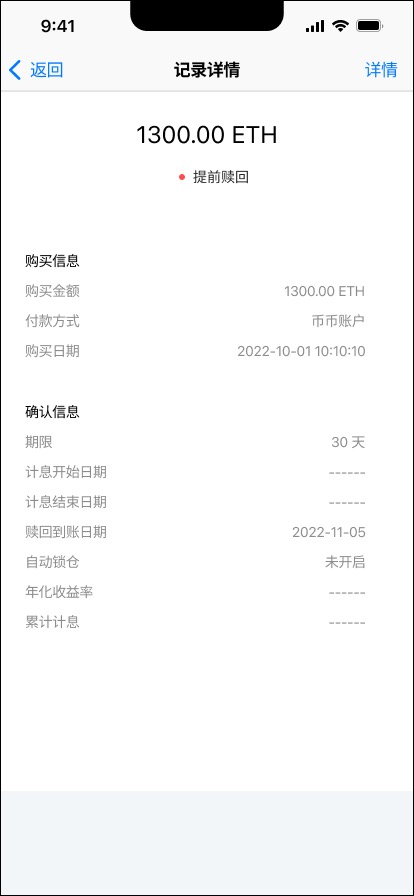 9:41
返回 记录详情 详情
1300.00 ETH
提前赎回
购买信息
购买金额 1300.00 ETH
付款方式 币币账户
购买日期 2022-10-01 10:10:10
确认信息
期限 30 天
计息开始日期 ------
计息结束日期 ------
赎回到账日期 2022-11-05
自动锁仓 未开启
年化收益率 ------
累计计息 ------